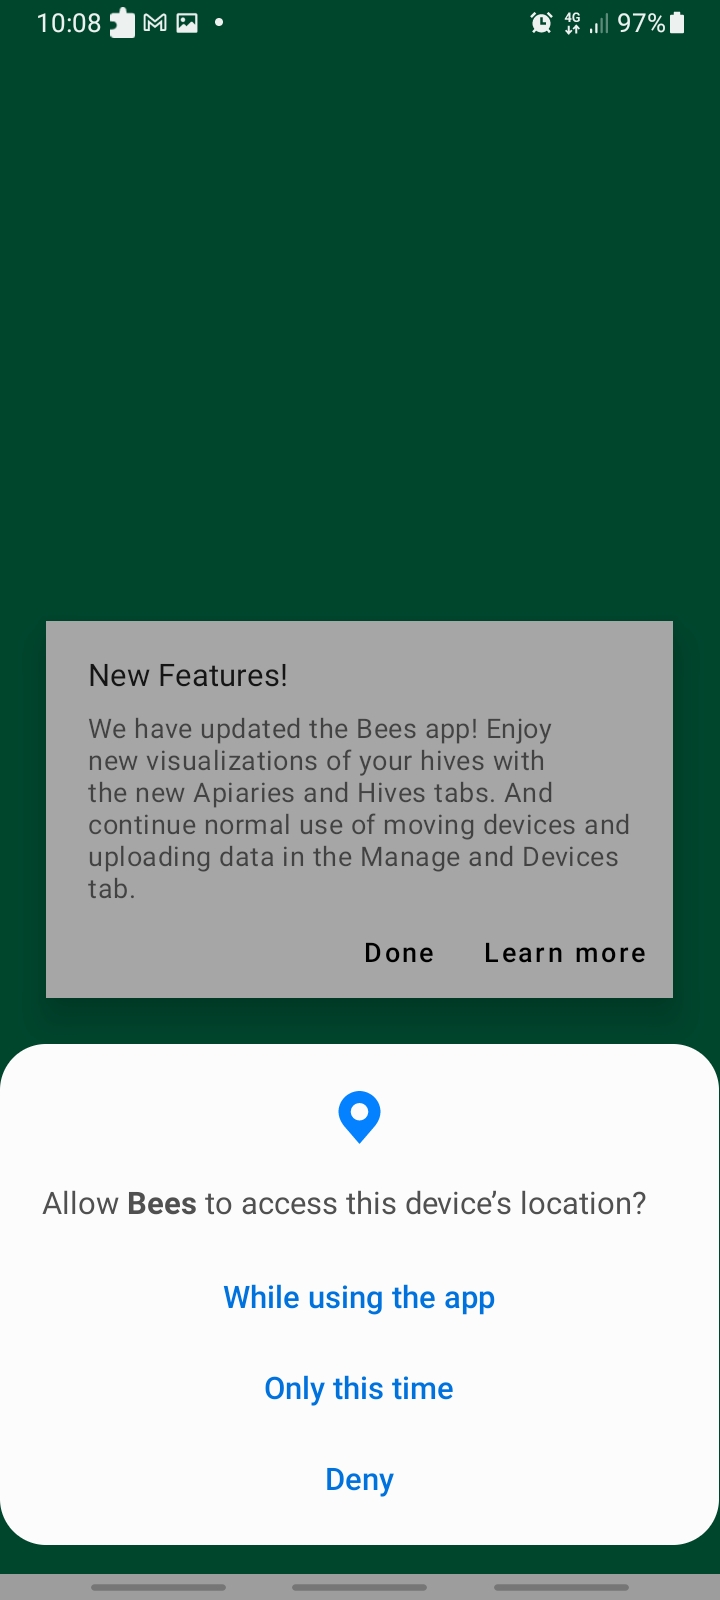 10:08 4G 97%
New Features!
We have updated the Bees app! Enjoy
new visualizations of your hives with
the new Apiaries and Hives tabs. And
continue normal use of moving devices and
uploading data in the Manage and Devices
tab.
Done Learn more
Allow Bees to access this device’s location?
While using the app
Only this time
Deny